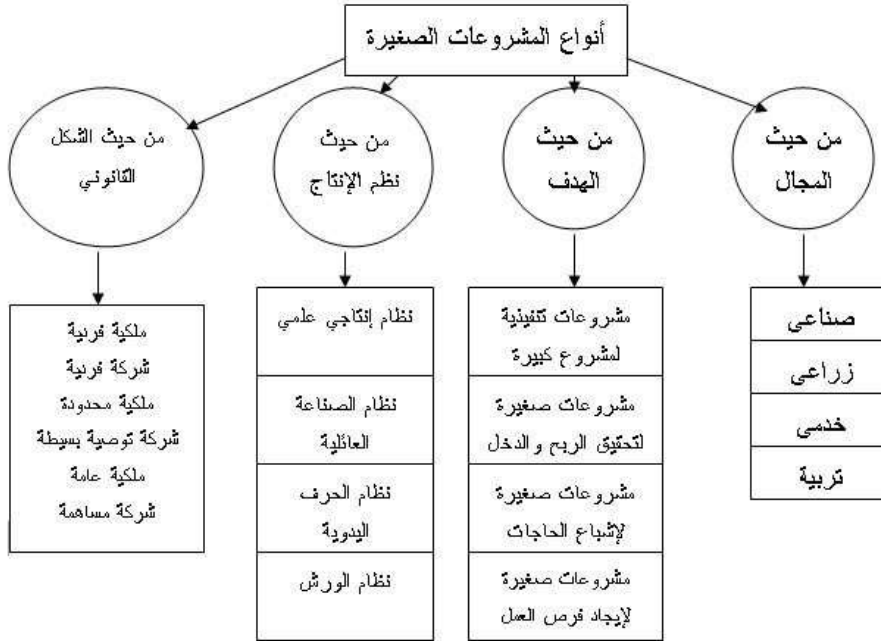 أنواع المشروعات الصغيرة
من حيث
المجال
من حيث
الهدف
من حيث
نظم الإنتاج
من حيث الشكل
القانوني
صناعى
زراعى
خدمى
تربية
مشروعات تنفيذية
لمشروع كبيرة
مشروعات صغيرة
لتحقيق الربح والدخل
مشروعات صغيرة
لإشباع الحاجات
مشروعات صغيرة
لإيجاد فرص العمل
نظام إنتاجي علمي
نظام الصناعة
العائلية
نظام الحرف
اليدوية
نظام الورش
ملكية فردية
شركة فردية
ملكية محدودة
شركة توصية بسيطة
ملكية عامة
شركة مساهمة